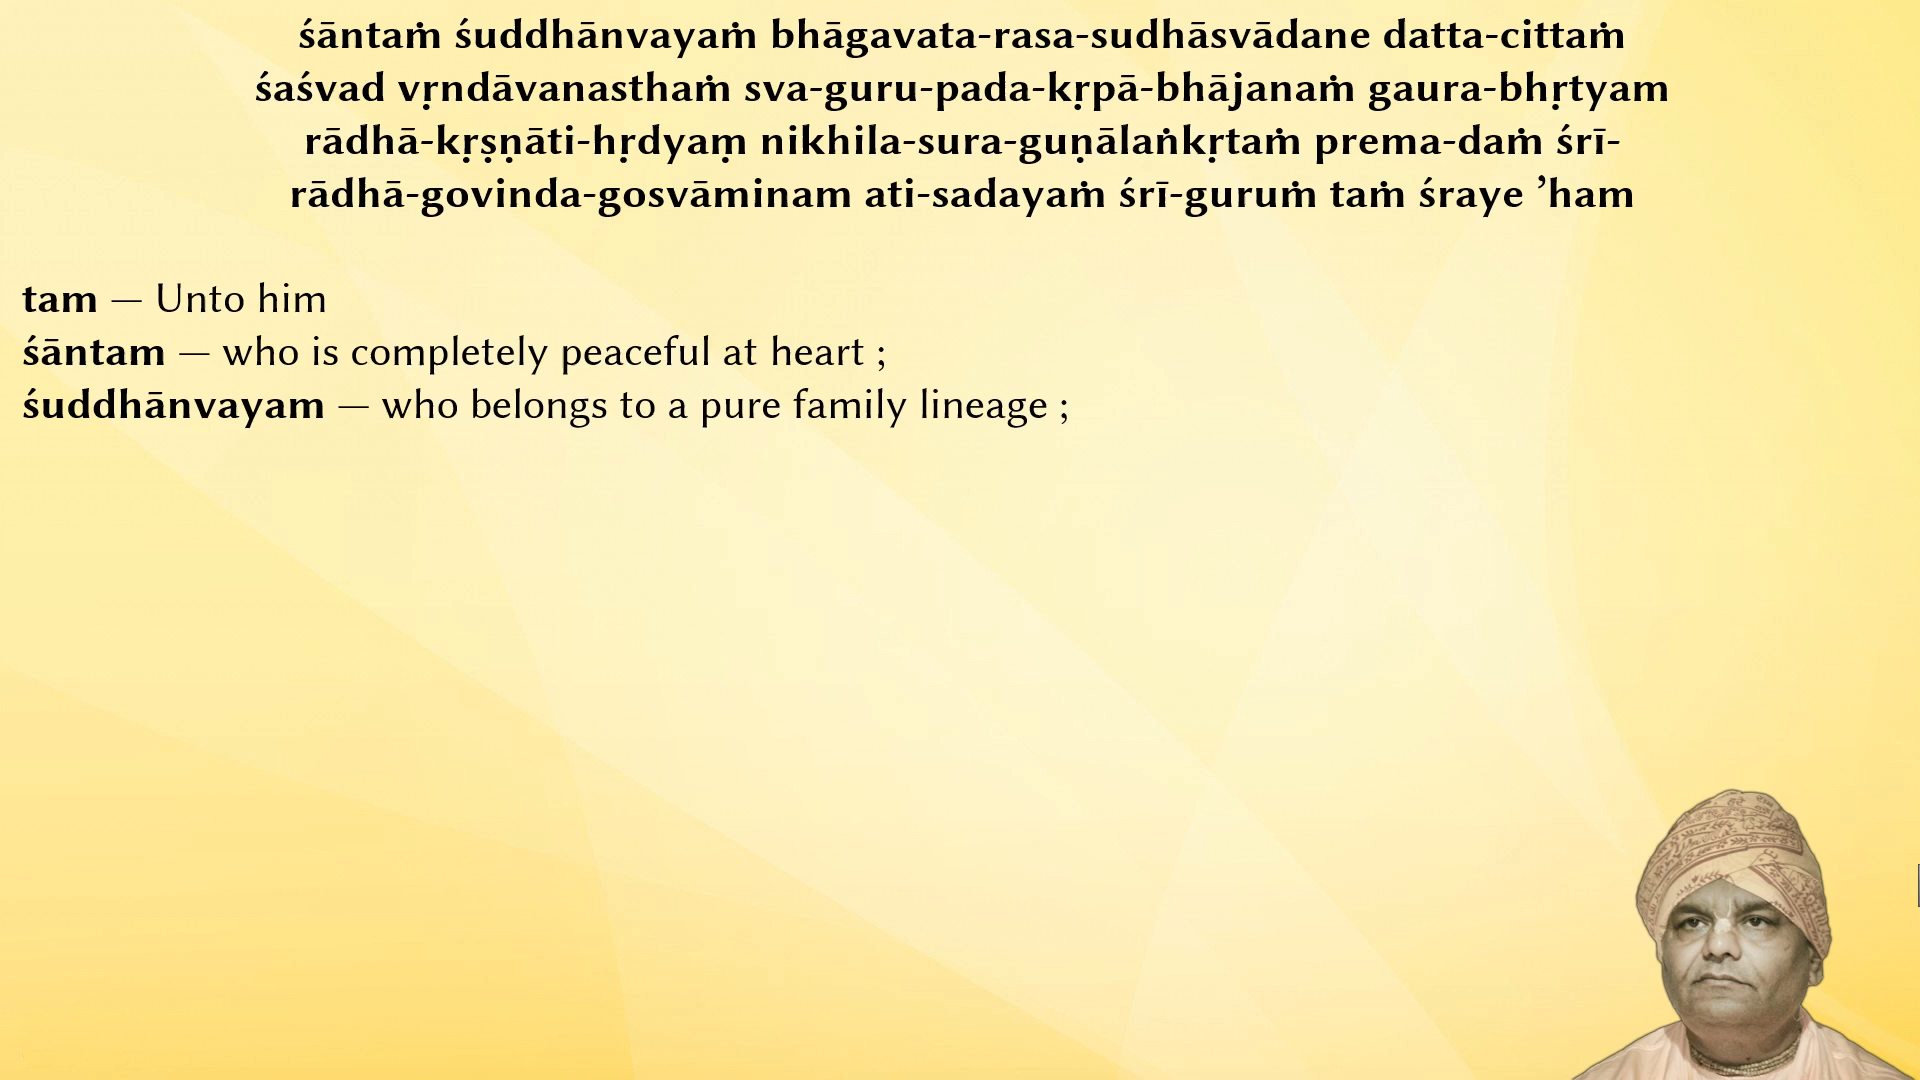 śāntaṁ śuddhānvayaṁ bhāgavata-rasa-sudhāsvādane datta-cittaṁ
śaśvad vṛndāvanasthaṁ sva-guru-pada-kṛpā-bhājanaṁ gaura-bhṛtyam
rādhā-kṛṣṇāti-hṛdyaṃ nikhila-sura-guṇālaṅkṛtaṁ prema-daṁ śrī-
rādhā-govinda-gosvāminam ati-sadayaṁ śrī-guruṁ taṁ śraye ’ham
tam — Unto him
śāntam — who is completely peaceful at heart ;
śuddhānvayam — who belongs to a pure family lineage ;